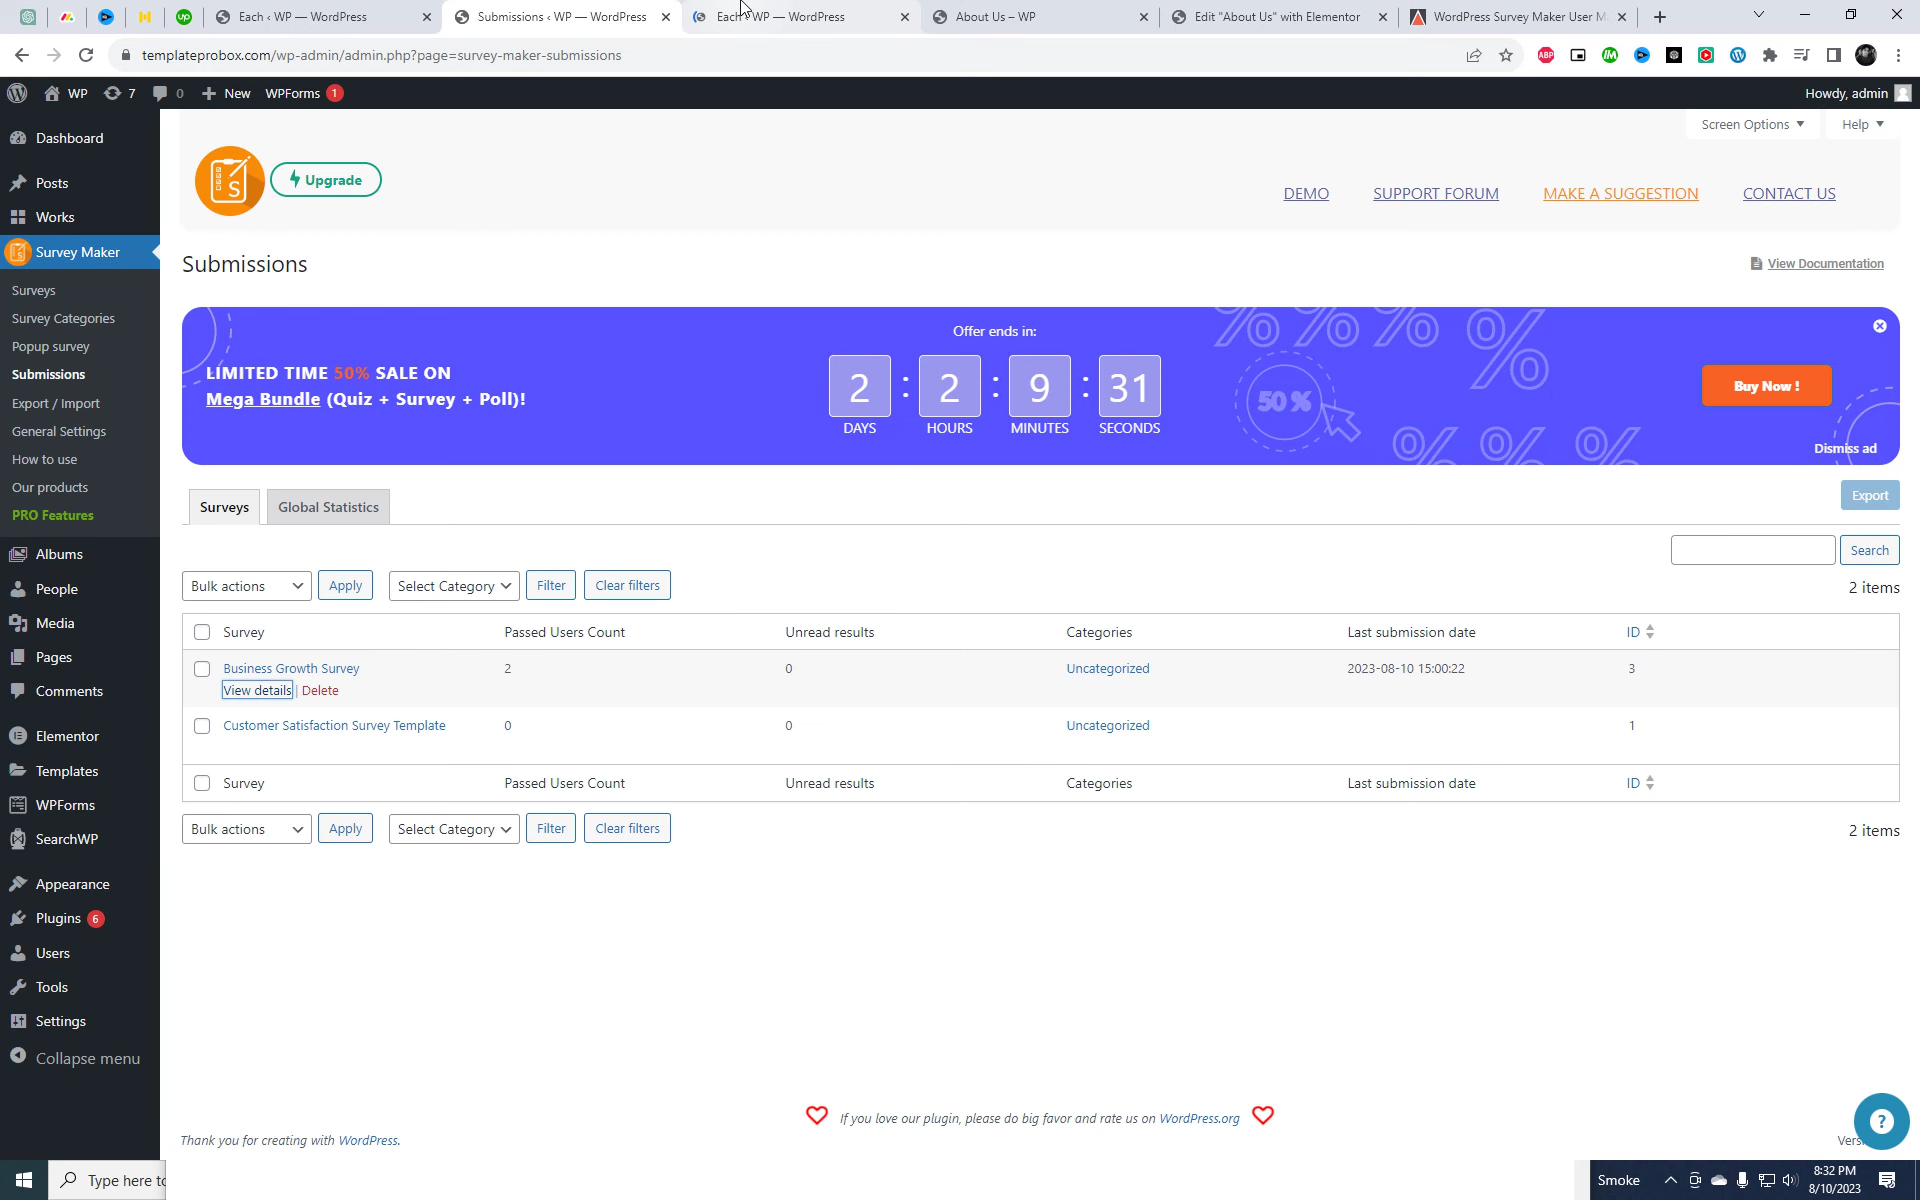 Each ‹ WP — WordPress
Submissions ‹ WP — WordPress
Each ‹ WP — WordPress
About Us – WP
Edit "About Us" with Elementor
WordPress Survey Maker User M
templateprobox.com/wp-admin/admin.php?page=survey-maker-submissions
WP
7
0
New
WPForms 1
Howdy, admin
Screen Options
Help
Upgrade
DEMO
SUPPORT FORUM
MAKE A SUGGESTION
CONTACT US
Submissions
View Documentation
LIMITED TIME 50% SALE ON
Mega Bundle (Quiz + Survey + Poll)!
Offer ends in:
2 : 2 : 9 : 31
DAYS HOURS MINUTES SECONDS
50 %
Buy Now !
Dismiss ad
Surveys
Global Statistics
Export
Search
Bulk actions
Apply
Select Category
Filter
Clear filters
2 items
Survey Passed Users Count Unread results Categories Last submission date ID
Business Growth Survey 2 0 Uncategorized 2023-08-10 15:00:22 3
View details | Delete
Customer Satisfaction Survey Template 0 0 Uncategorized 1
Survey Passed Users Count Unread results Categories Last submission date ID
Bulk actions
Apply
Select Category
Filter
Clear filters
2 items
If you love our plugin, please do big favor and rate us on WordPress.org
Thank you for creating with WordPress.
Dashboard
Posts
Works
Survey Maker
Surveys
Survey Categories
Popup survey
Submissions
Export / Import
General Settings
How to use
Our products
PRO Features
Albums
People
Media
Pages
Comments
Elementor
Templates
WPForms
SearchWP
Appearance
Plugins 6
Users
Tools
Settings
Collapse menu
Type here to
Smoke
8:32 PM
8/10/2023